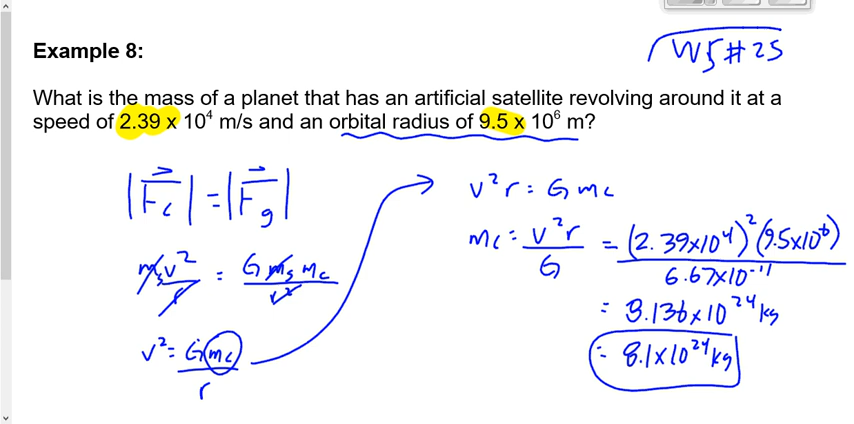 WS #25
Example 8:
What is the mass of a planet that has an artificial satellite revolving around it at a
speed of 2.39 x 10⁴ m/s and an orbital radius of 9.5 x 10⁶ m?
|F⃗c| = |F⃗g|
msv²/r = Gmsmc/r²
v² = Gmc/r
v²r = Gmc
mc = v²r/G = (2.39x10⁴)²(9.5x10⁶)/6.67x10⁻¹¹
= 8.136x10²⁴ kg
= 8.1x10²⁴ kg